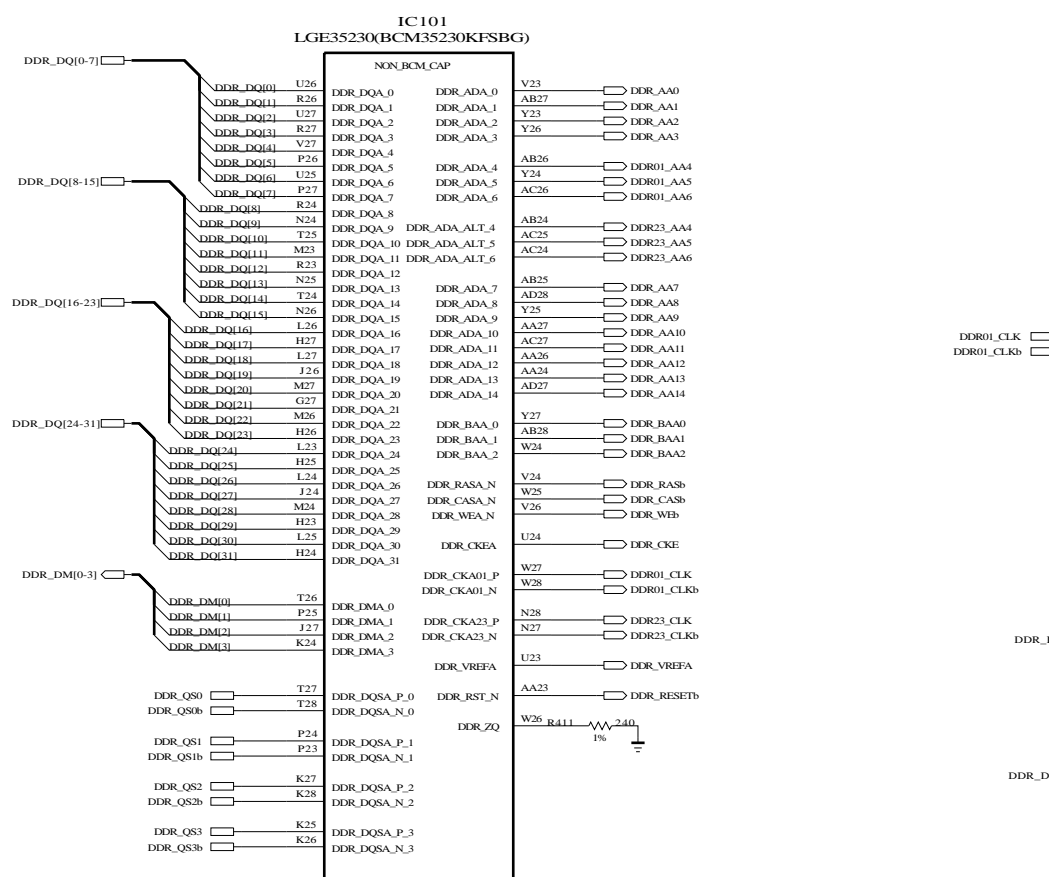 IC101
LGE35230(BCM35230KFSBG)
NON_BCM_CAP
DDR_DQ[0-7]
DDR_DQ[0] U26 DDR_DQA_0
DDR_DQ[1] R26 DDR_DQA_1
DDR_DQ[2] U27 DDR_DQA_2
DDR_DQ[3] R27 DDR_DQA_3
DDR_DQ[4] V27 DDR_DQA_4
DDR_DQ[5] P26 DDR_DQA_5
DDR_DQ[6] U25 DDR_DQA_6
DDR_DQ[7] P27 DDR_DQA_7
DDR_DQ[8-15]
DDR_DQ[8] R24 DDR_DQA_8
DDR_DQ[9] N24 DDR_DQA_9
DDR_DQ[10] T25 DDR_DQA_10
DDR_DQ[11] M23 DDR_DQA_11
DDR_DQ[12] R23 DDR_DQA_12
DDR_DQ[13] N25 DDR_DQA_13
DDR_DQ[14] T24 DDR_DQA_14
DDR_DQ[15] N26 DDR_DQA_15
DDR_DQ[16-23]
DDR_DQ[16] L26 DDR_DQA_16
DDR_DQ[17] H27 DDR_DQA_17
DDR_DQ[18] L27 DDR_DQA_18
DDR_DQ[19] J26 DDR_DQA_19
DDR_DQ[20] M27 DDR_DQA_20
DDR_DQ[21] G27 DDR_DQA_21
DDR_DQ[22] M26 DDR_DQA_22
DDR_DQ[23] H26 DDR_DQA_23
DDR_DQ[24-31]
DDR_DQ[24] L23 DDR_DQA_24
DDR_DQ[25] H25 DDR_DQA_25
DDR_DQ[26] L24 DDR_DQA_26
DDR_DQ[27] J24 DDR_DQA_27
DDR_DQ[28] M24 DDR_DQA_28
DDR_DQ[29] H23 DDR_DQA_29
DDR_DQ[30] L25 DDR_DQA_30
DDR_DQ[31] H24 DDR_DQA_31
DDR_DM[0-3]
DDR_DM[0] T26 DDR_DMA_0
DDR_DM[1] P25 DDR_DMA_1
DDR_DM[2] J27 DDR_DMA_2
DDR_DM[3] K24 DDR_DMA_3
DDR_QS0 T27 DDR_DQSA_P_0
DDR_QS0b T28 DDR_DQSA_N_0
DDR_QS1 P24 DDR_DQSA_P_1
DDR_QS1b P23 DDR_DQSA_N_1
DDR_QS2 K27 DDR_DQSA_P_2
DDR_QS2b K28 DDR_DQSA_N_2
DDR_QS3 K25 DDR_DQSA_P_3
DDR_QS3b K26 DDR_DQSA_N_3
DDR_ADA_0 V23 DDR_AA0
DDR_ADA_1 AB27 DDR_AA1
DDR_ADA_2 Y23 DDR_AA2
DDR_ADA_3 Y26 DDR_AA3
DDR_ADA_4 AB26 DDR01_AA4
DDR_ADA_5 Y24 DDR01_AA5
DDR_ADA_6 AC26 DDR01_AA6
DDR_ADA_ALT_4 AB24 DDR23_AA4
DDR_ADA_ALT_5 AC25 DDR23_AA5
DDR_ADA_ALT_6 AC24 DDR23_AA6
DDR_ADA_7 AB25 DDR_AA7
DDR_ADA_8 AD28 DDR_AA8
DDR_ADA_9 Y25 DDR_AA9
DDR_ADA_10 AA27 DDR_AA10
DDR_ADA_11 AC27 DDR_AA11
DDR_ADA_12 AA26 DDR_AA12
DDR_ADA_13 AA24 DDR_AA13
DDR_ADA_14 AD27 DDR_AA14
DDR_BAA_0 Y27 DDR_BAA0
DDR_BAA_1 AB28 DDR_BAA1
DDR_BAA_2 W24 DDR_BAA2
DDR_RASA_N V24 DDR_RASb
DDR_CASA_N W25 DDR_CASb
DDR_WEA_N V26 DDR_WEb
DDR_CKEA U24 DDR_CKE
DDR_CKA01_P W27 DDR01_CLK
DDR_CKA01_N W28 DDR01_CLKb
DDR_CKA23_P N28 DDR23_CLK
DDR_CKA23_N N27 DDR23_CLKb
DDR_VREFA U23 DDR_VREFA
DDR_RST_N AA23 DDR_RESETb
DDR_ZQ W26 R411 240
1%
DDR01_CLK
DDR01_CLKb